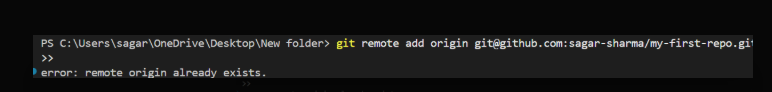 PS C:\Users\sagar\OneDrive\Desktop\New folder> git remote add origin git@github.com:sagar-sharma/my-first-repo.git
>>
error: remote origin already exists.
>>